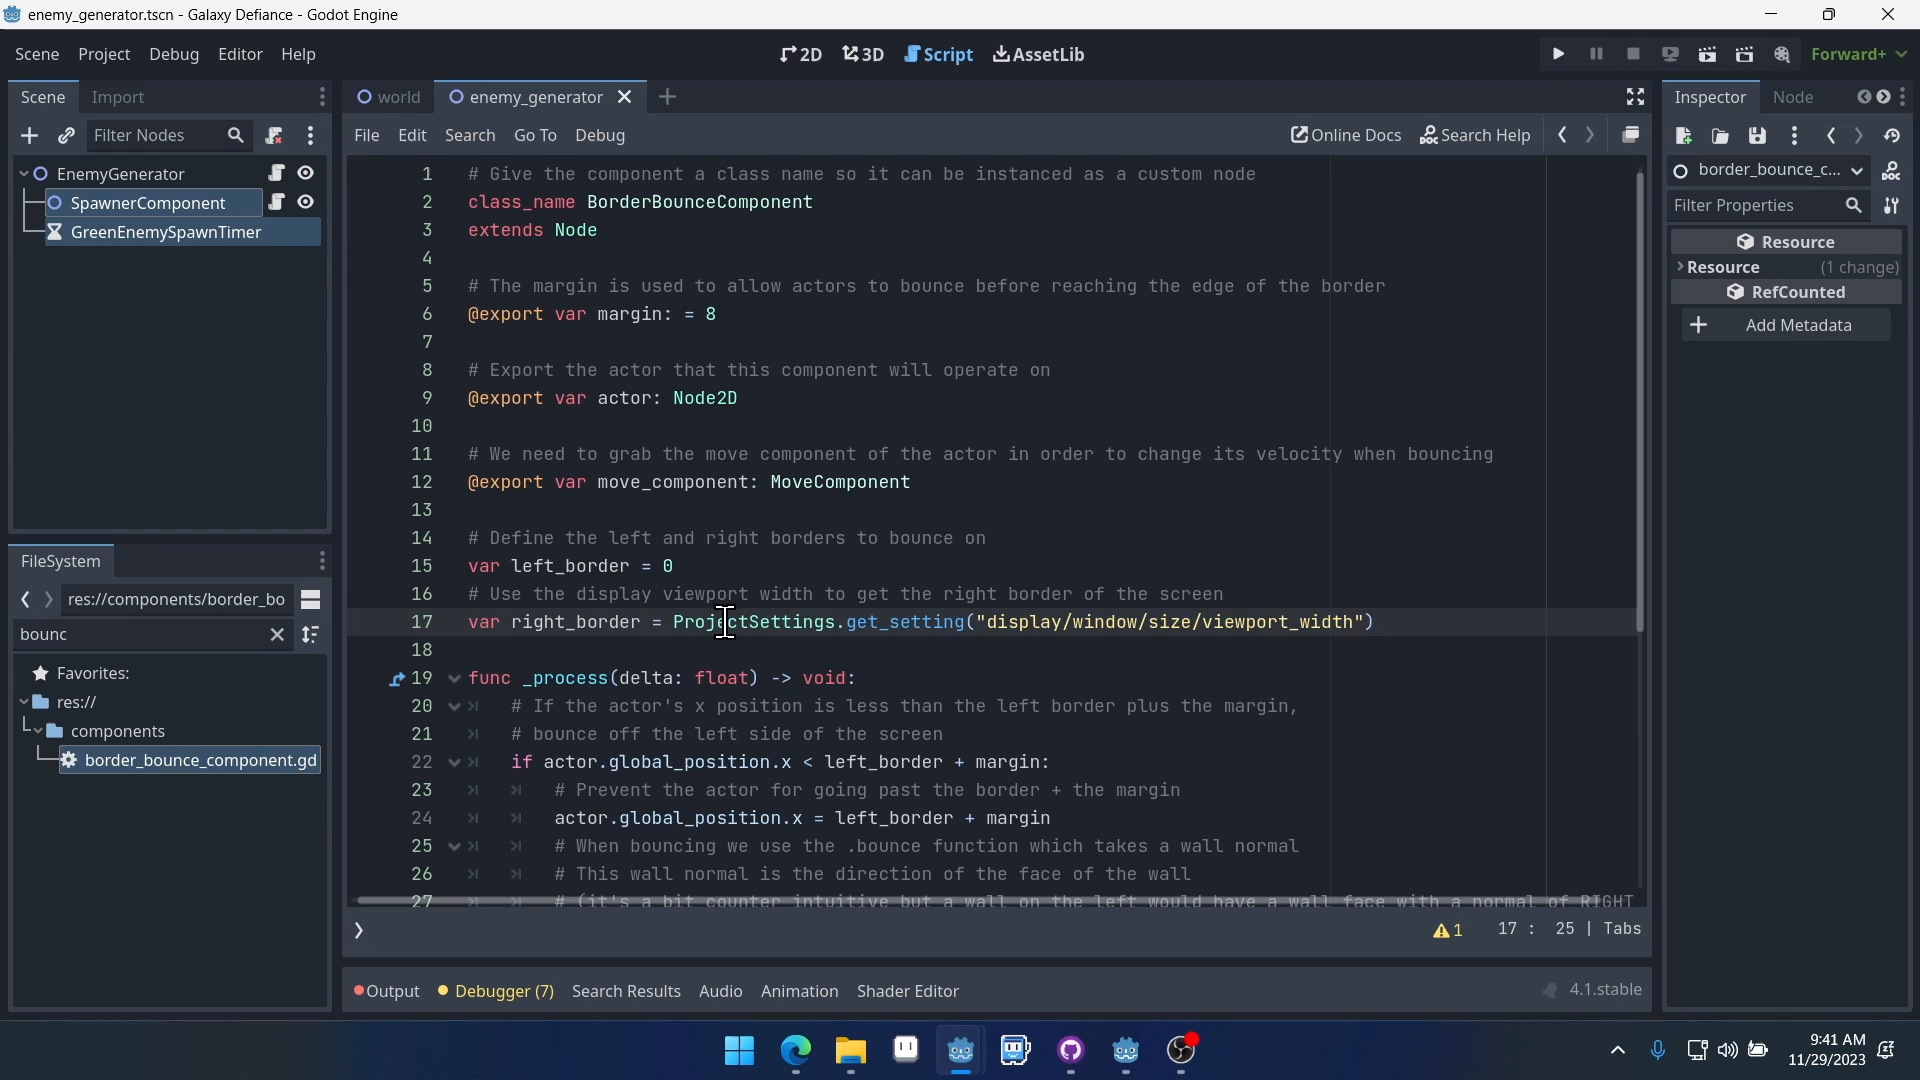 enemy_generator.tscn - Galaxy Defiance - Godot Engine
Scene Project Debug Editor Help
2D 3D Script AssetLib
Forward+
Scene Import
Filter Nodes
EnemyGenerator
SpawnerComponent
GreenEnemySpawnTimer
FileSystem
res://components/border_bo
bounc
Favorites:
res://
components
border_bounce_component.gd
world enemy_generator
File Edit Search Go To Debug
Online Docs Search Help
1 # Give the component a class name so it can be instanced as a custom node
2 class_name BorderBounceComponent
3 extends Node
4
5 # The margin is used to allow actors to bounce before reaching the edge of the border
6 @export var margin: = 8
7
8 # Export the actor that this component will operate on
9 @export var actor: Node2D
10
11 # We need to grab the move component of the actor in order to change its velocity when bouncing
12 @export var move_component: MoveComponent
13
14 # Define the left and right borders to bounce on
15 var left_border = 0
16 # Use the display viewport width to get the right border of the screen
17 var right_border = ProjectSettings.get_setting("display/window/size/viewport_width")
18
19 func _process(delta: float) -> void:
20 # If the actor's x position is less than the left border plus the margin,
21 # bounce off the left side of the screen
22 if actor.global_position.x < left_border + margin:
23 # Prevent the actor for going past the border + the margin
24 actor.global_position.x = left_border + margin
25 # When bouncing we use the .bounce function which takes a wall normal
26 # This wall normal is the direction of the face of the wall
27 # (it's a bit counter intuitive but a wall on the left would have a wall face with a normal of RIGHT
1 17 : 25 | Tabs
Output Debugger (7) Search Results Audio Animation Shader Editor
4.1.stable
Inspector Node
border_bounce_c...
Filter Properties
Resource
Resource (1 change)
RefCounted
Add Metadata
9:41 AM
11/29/2023